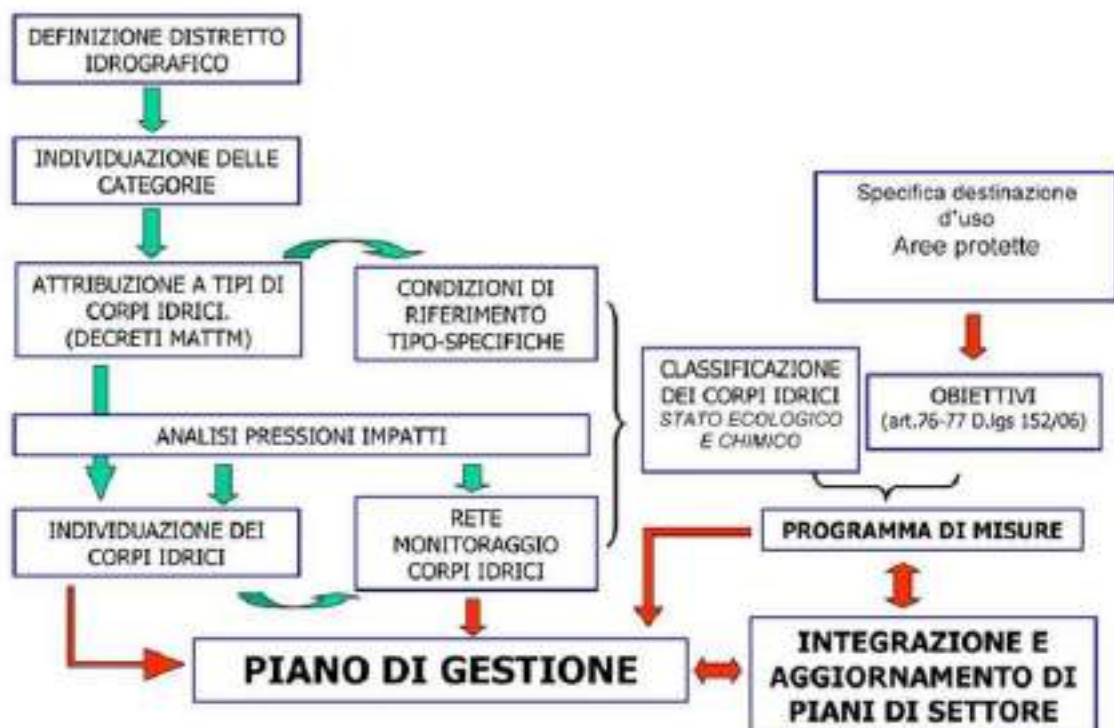 DEFINIZIONE DISTRETTO
IDROGRAFICO
INDIVIDUAZIONE DELLE
CATEGORIE
ATTRIBUZIONE A TIPI DI
CORPI IDRICI.
(DECRETI MATTM)
CONDIZIONI DI
RIFERIMENTO
TIPO-SPECIFICHE
ANALISI PRESSIONI IMPATTI
INDIVIDUAZIONE DEI
CORPI IDRICI
RETE
MONITORAGGIO
CORPI IDRICI
CLASSIFICAZIONE
DEI CORPI IDRICI
STATO ECOLOGICO
E CHIMICO
Specifica destinazione
d'uso
Aree protette
OBIETTIVI
(art.76-77 D.lgs 152/06)
PROGRAMMA DI MISURE
PIANO DI GESTIONE
INTEGRAZIONE E
AGGIORNAMENTO DI
PIANI DI SETTORE